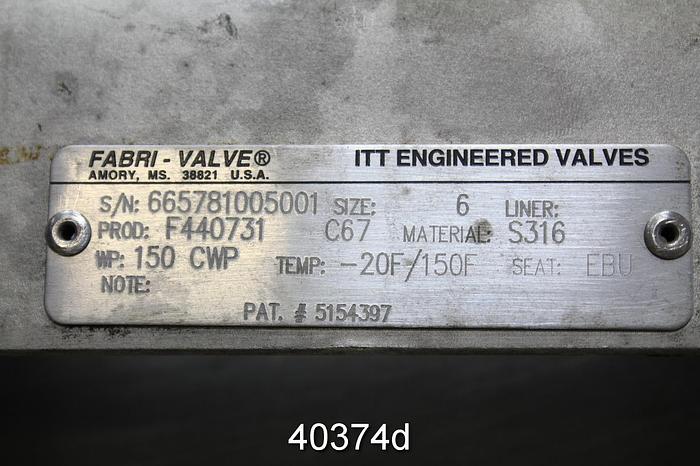 FABRI-VALVE® ITT ENGINEERED VALVES
AMORY, MS. 38821 U.S.A.
S/N: 665781005001 SIZE: 6 LINER:
PROD: F440731 C67 MATERIAL: S316
WP: 150 CWP TEMP: -20F/150F SEAT: EBU
NOTE:
PAT. # 5154397
40374d